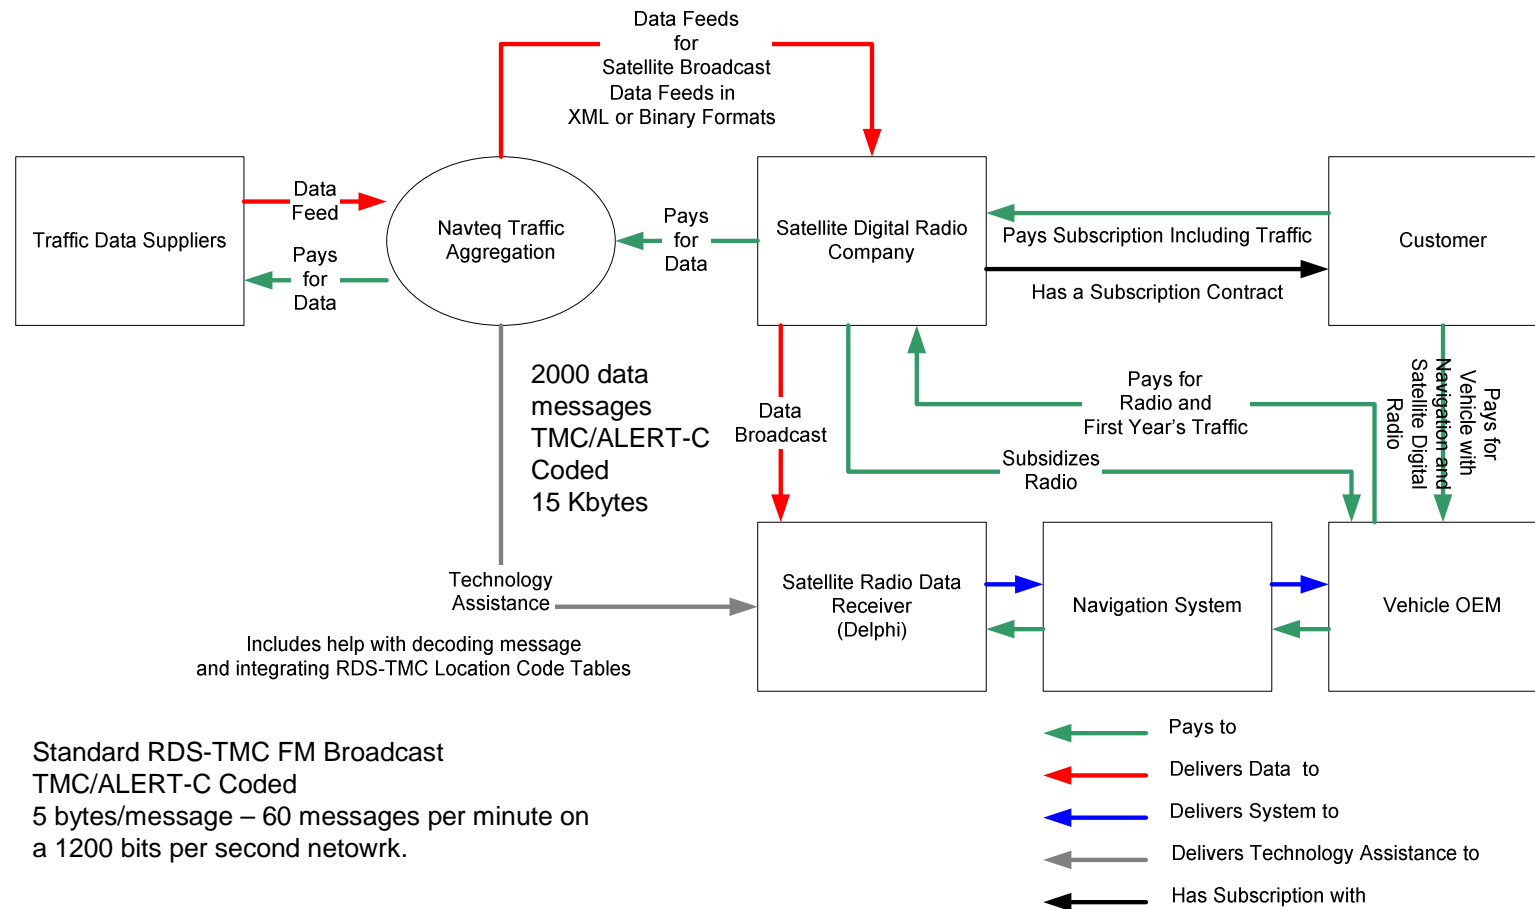 Data Feeds
for
Satellite Broadcast
Data Feeds in
XML or Binary Formats
Traffic Data Suppliers
Data
Feed
Pays
for
Data
Navteq Traffic
Aggregation
Pays
for
Data
Satellite Digital Radio
Company
Pays Subscription Including Traffic
Has a Subscription Contract
Customer
2000 data
messages
TMC/ALERT-C
Coded
15 Kbytes
Data
Broadcast
Pays for
Radio and
First Year's Traffic
Subsidizes
Radio
Pays for
Vehicle with
Navigation and
Satellite Digital
Radio
Technology
Assistance
Includes help with decoding message
and integrating RDS-TMC Location Code Tables
Satellite Radio Data
Receiver
(Delphi)
Navigation System
Vehicle OEM
Standard RDS-TMC FM Broadcast
TMC/ALERT-C Coded
5 bytes/message – 60 messages per minute on
a 1200 bits per second netowrk.
Pays to
Delivers Data to
Delivers System to
Delivers Technology Assistance to
Has Subscription with